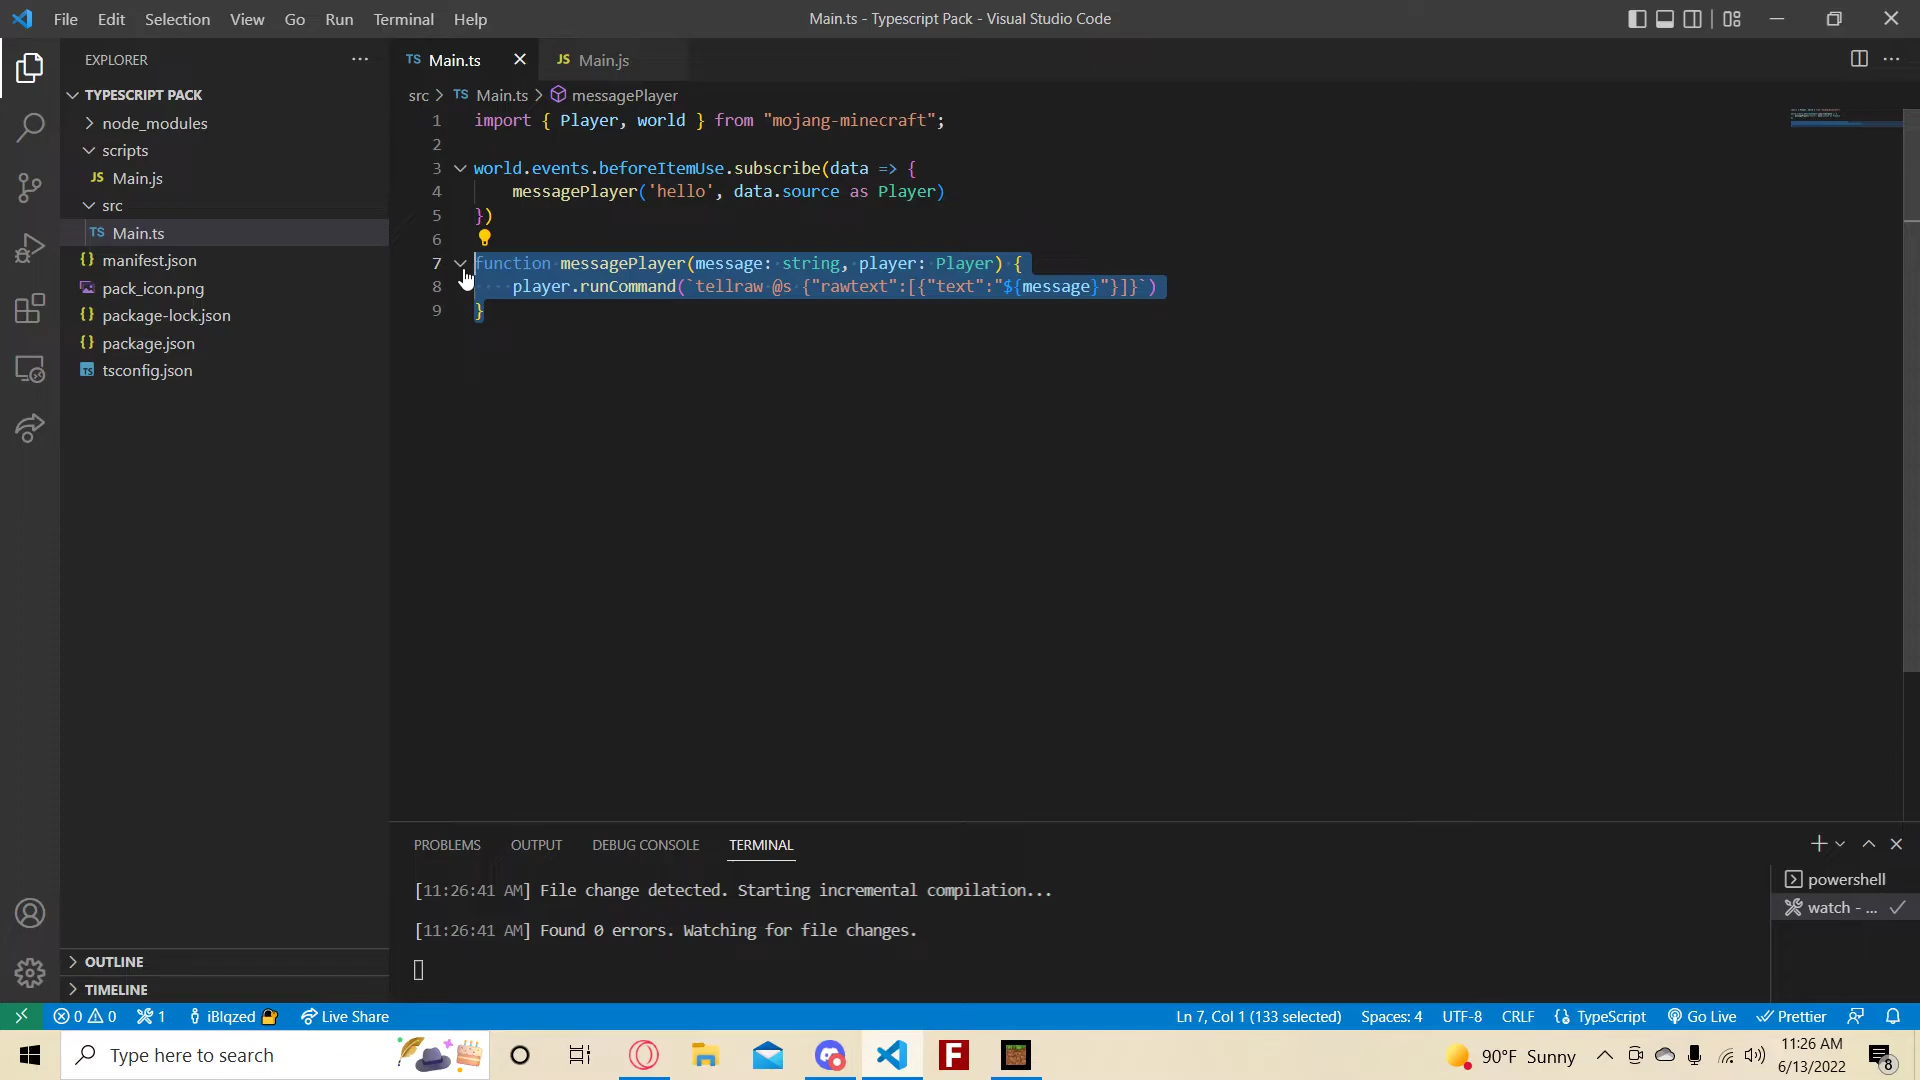 File Edit Selection View Go Run Terminal Help
Main.ts - Typescript Pack - Visual Studio Code
EXPLORER
TYPESCRIPT PACK
node_modules
scripts
JS Main.js
src
TS Main.ts
{} manifest.json
pack_icon.png
{} package-lock.json
{} package.json
TS tsconfig.json
OUTLINE
TIMELINE
TS Main.ts
JS Main.js
src > TS Main.ts > messagePlayer
1 import { Player, world } from "mojang-minecraft";
2
3 world.events.beforeItemUse.subscribe(data => {
4 messagePlayer('hello', data.source as Player)
5 })
6
7 function messagePlayer(message: string, player: Player) {
8 player.runCommand(`tellraw @s {"rawtext":[{"text":"${message}"}]}`)
9 }
PROBLEMS OUTPUT DEBUG CONSOLE TERMINAL
[11:26:41 AM] File change detected. Starting incremental compilation...
[11:26:41 AM] Found 0 errors. Watching for file changes.
powershell
watch - ...
0 0 1 iBlqzed Live Share
Ln 7, Col 1 (133 selected) Spaces: 4 UTF-8 CRLF {} TypeScript Go Live Prettier
Type here to search
F
90°F Sunny
11:26 AM
6/13/2022
8